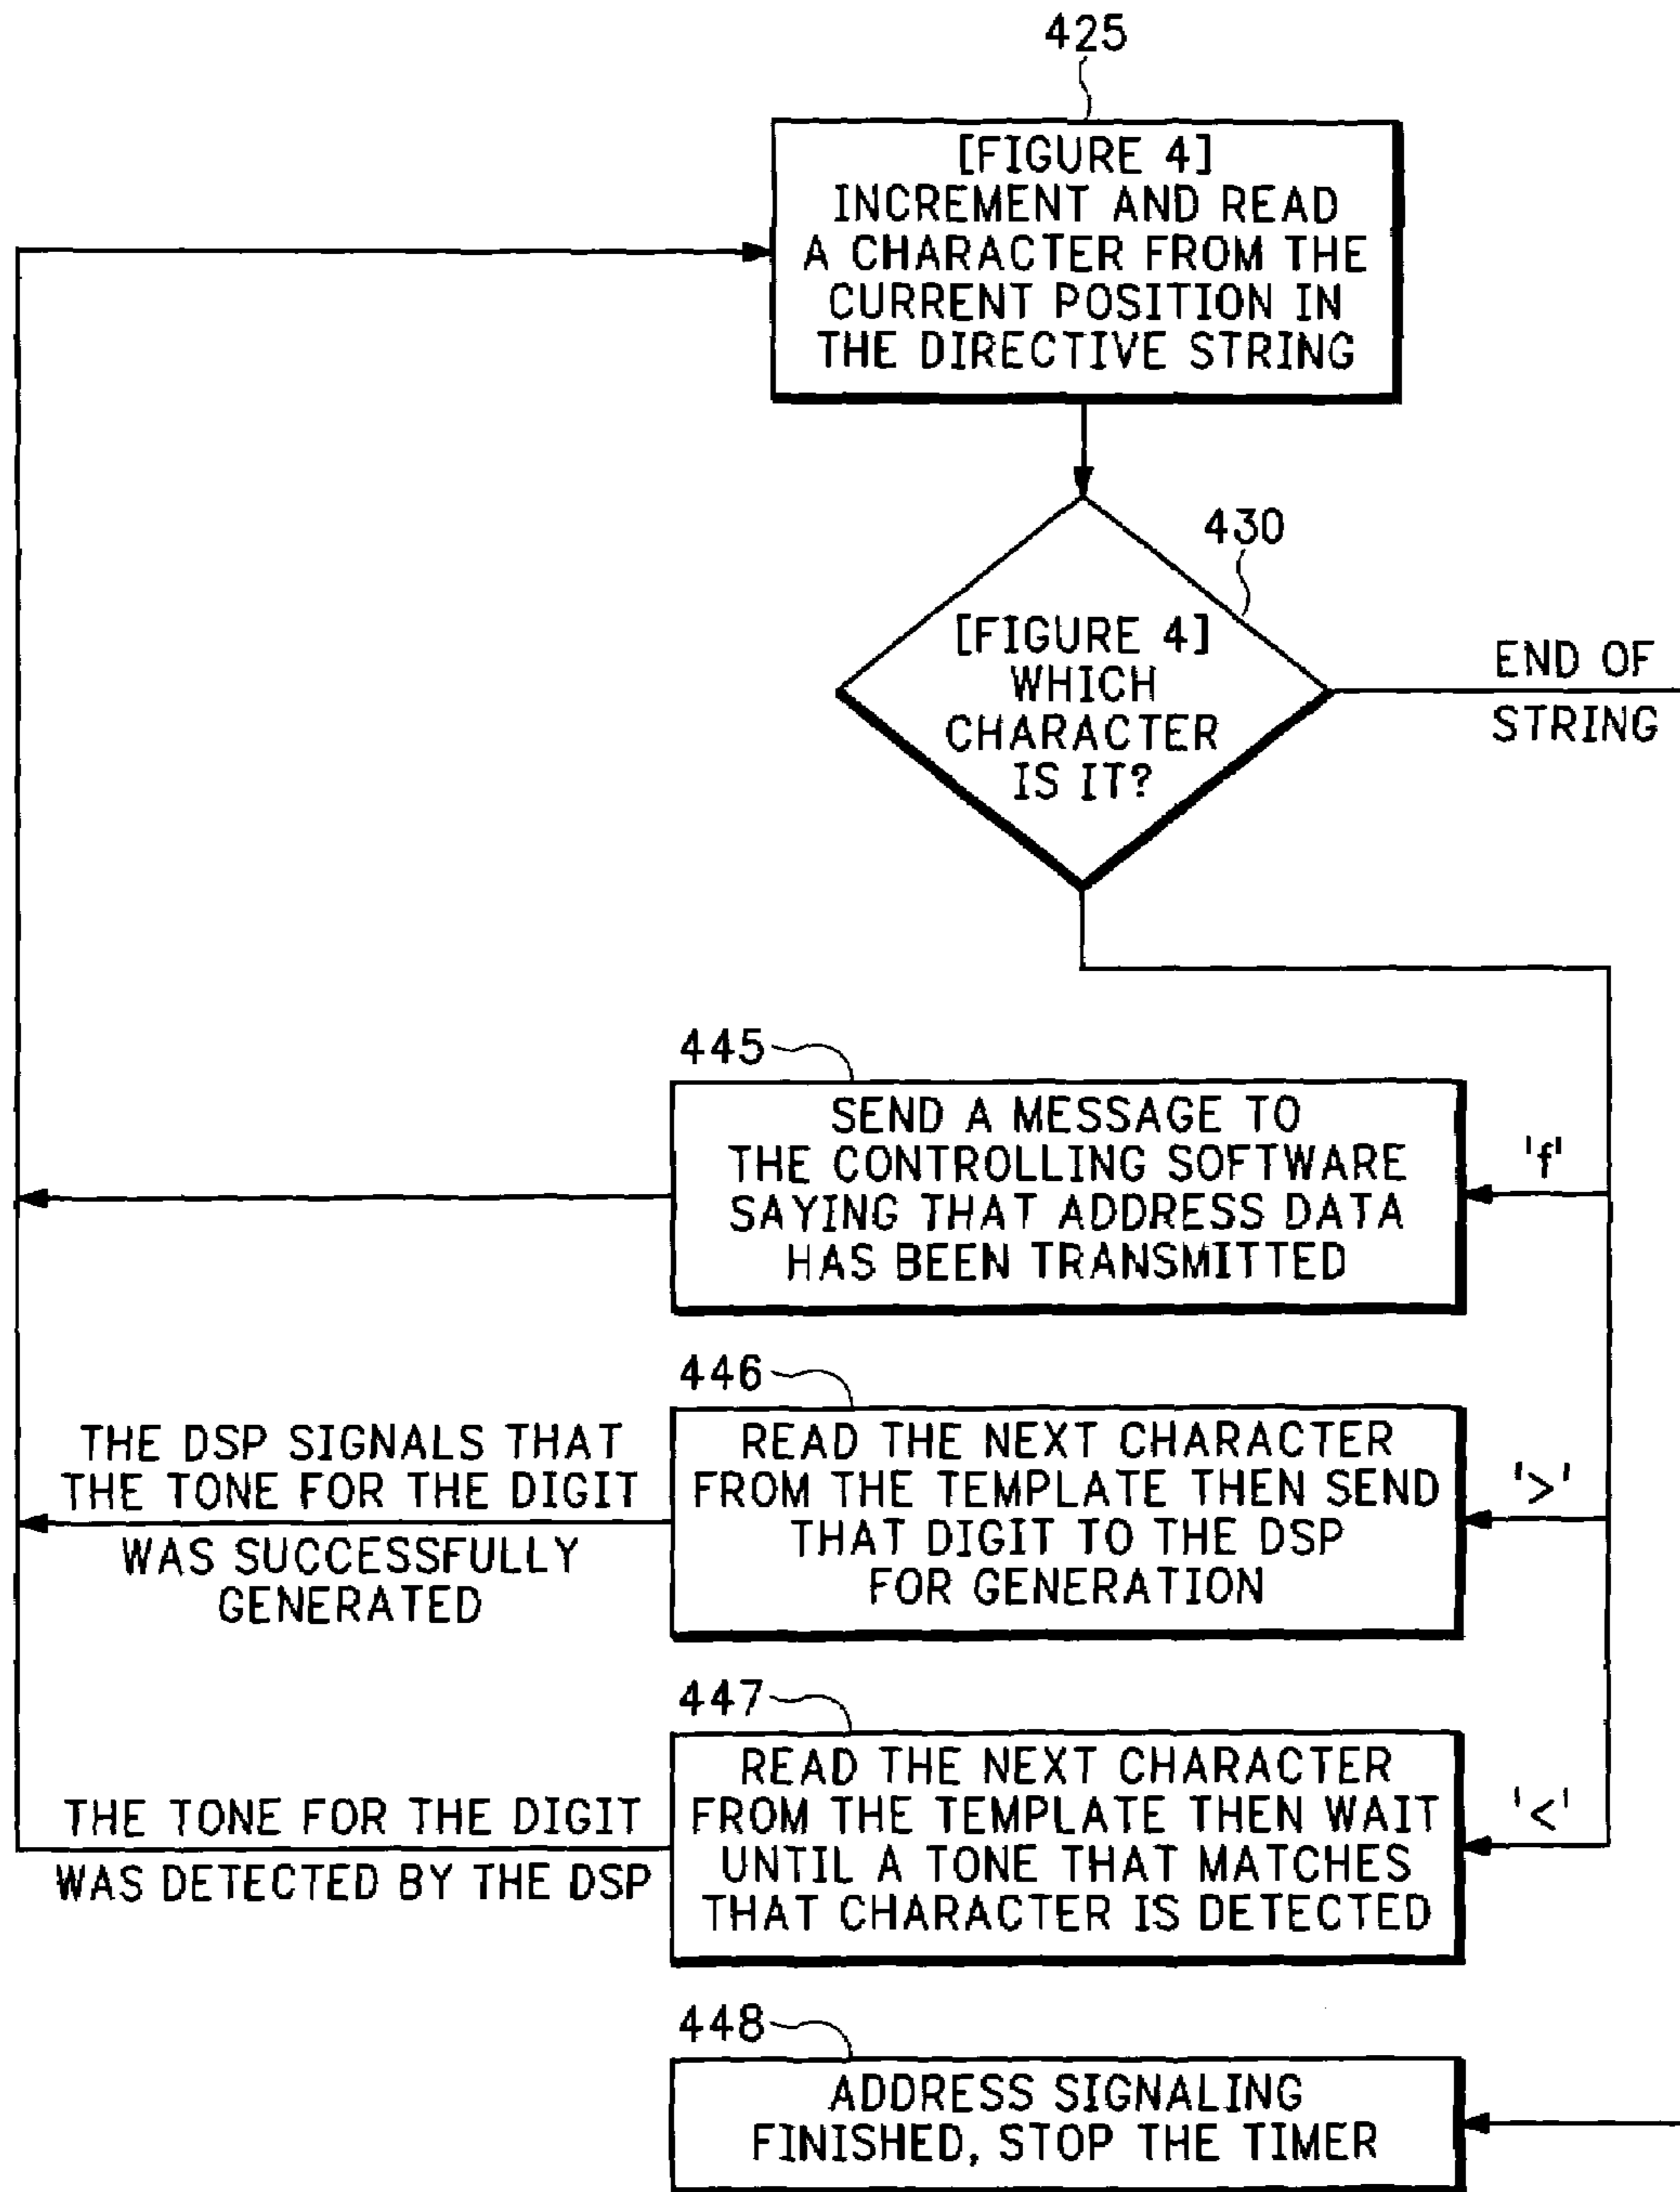 425
[FIGURE 4]
INCREMENT AND READ
A CHARACTER FROM THE
CURRENT POSITION IN
THE DIRECTIVE STRING
430
[FIGURE 4]
WHICH
CHARACTER
IS IT?
END OF
STRING
445
SEND A MESSAGE TO
THE CONTROLLING SOFTWARE
SAYING THAT ADDRESS DATA
HAS BEEN TRANSMITTED
'f'
446
READ THE NEXT CHARACTER
FROM THE TEMPLATE THEN SEND
THAT DIGIT TO THE DSP
FOR GENERATION
'>'
THE DSP SIGNALS THAT
THE TONE FOR THE DIGIT
WAS SUCCESSFULLY
GENERATED
447
READ THE NEXT CHARACTER
FROM THE TEMPLATE THEN WAIT
UNTIL A TONE THAT MATCHES
THAT CHARACTER IS DETECTED
'<'
THE TONE FOR THE DIGIT
WAS DETECTED BY THE DSP
448
ADDRESS SIGNALING
FINISHED, STOP THE TIMER